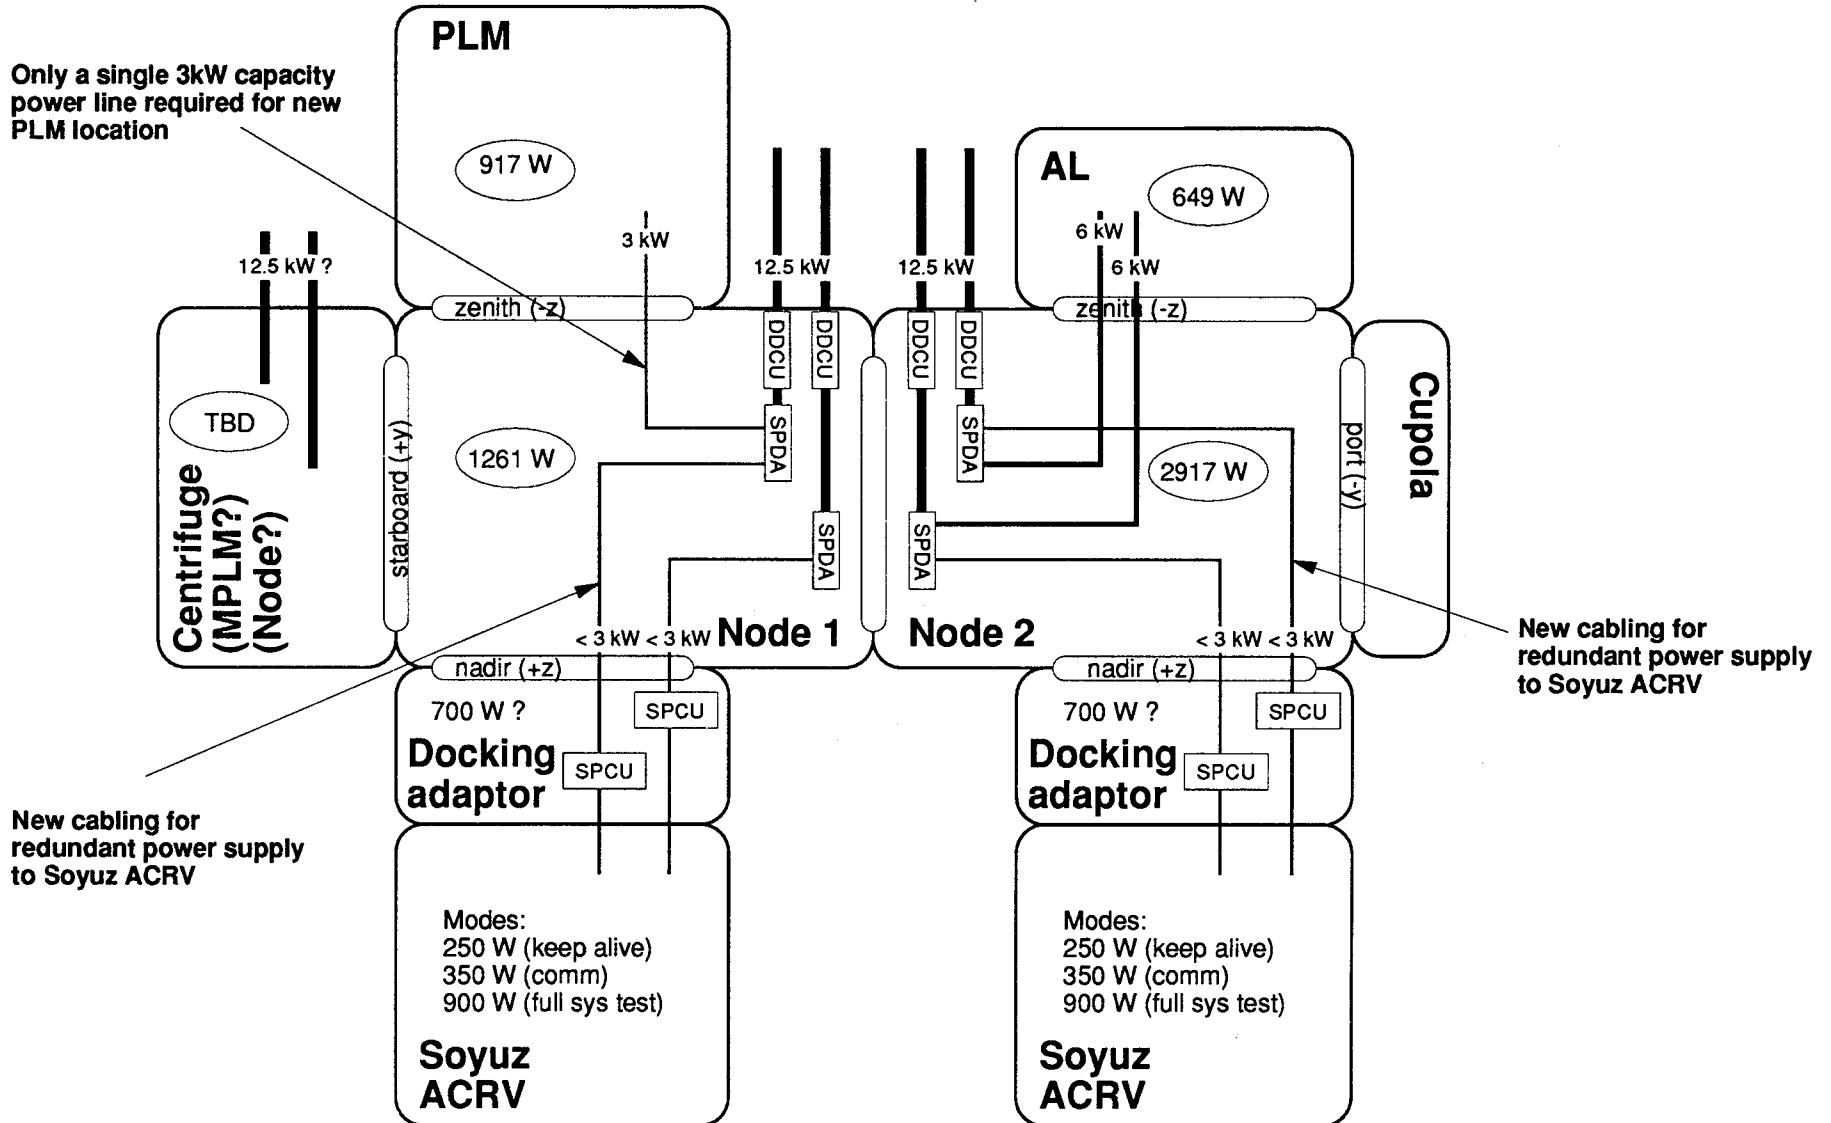 PLM
Only a single 3kW capacity
power line required for new
PLM location
917 W
AL
649 W
3 kW
6 kW
6 kW
12.5 kW ?
12.5 kW
12.5 kW
zenith (-z)
zenith (-z)
DDCU
DDCU
DDCU
DDCU
TBD
Centrifuge
(MPLM?)
(Node?)
starboard (+y)
1261 W
SPDA
SPDA
SPDA
SPDA
2917 W
port (-y)
Cupola
< 3 kW
< 3 kW
Node 1
Node 2
< 3 kW
< 3 kW
New cabling for
redundant power supply
to Soyuz ACRV
nadir (+z)
nadir (+z)
700 W ?
SPCU
Docking
adaptor
SPCU
700 W ?
SPCU
Docking
adaptor
SPCU
New cabling for
redundant power supply
to Soyuz ACRV
Modes:
250 W (keep alive)
350 W (comm)
900 W (full sys test)
Soyuz
ACRV
Modes:
250 W (keep alive)
350 W (comm)
900 W (full sys test)
Soyuz
ACRV